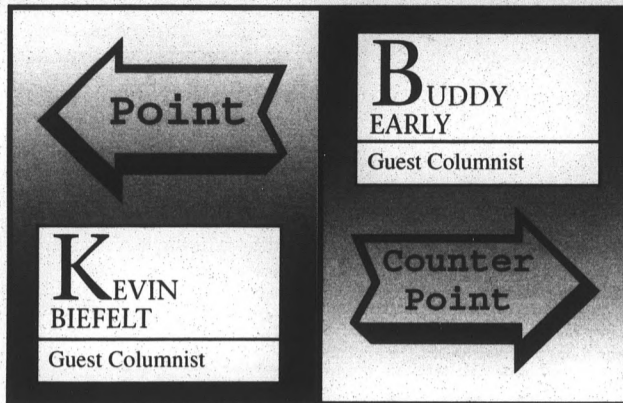 Point
KEVIN
BIEFELT
Guest Columnist
BUDDY
EARLY
Guest Columnist
Counter
Point